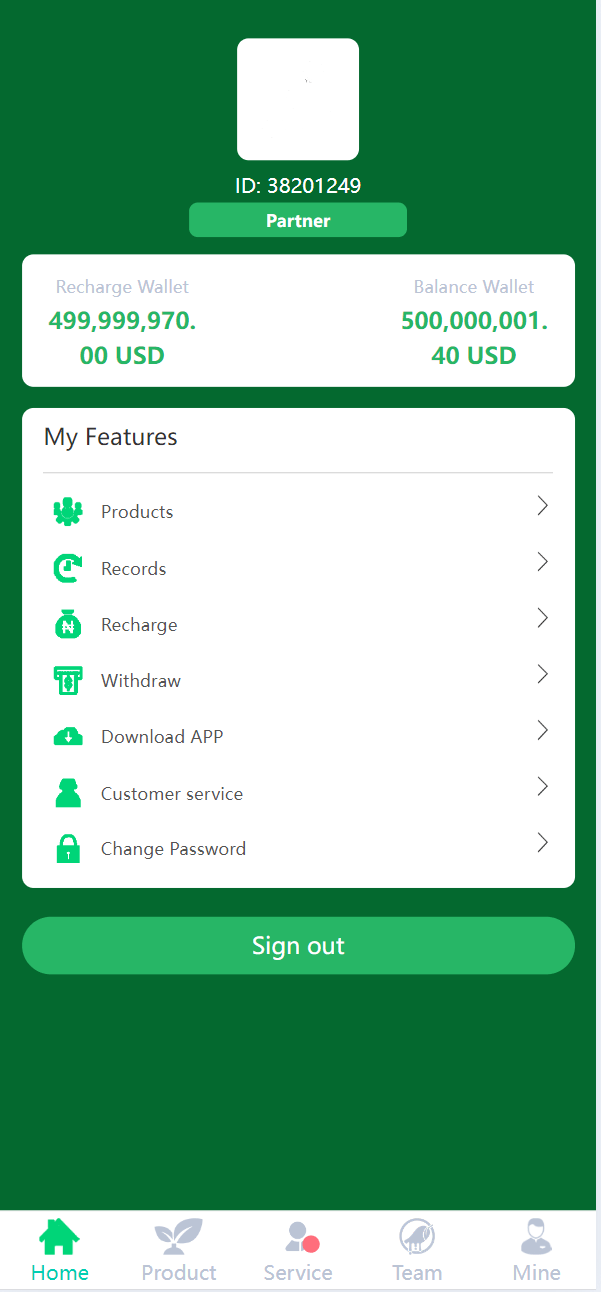 ID: 38201249
Partner
Recharge Wallet
Balance Wallet
499,999,970.
00 USD
500,000,001.
40 USD
My Features
Products
Records
Recharge
Withdraw
Download APP
Customer service
Change Password
Sign out
Home
Product
Service
Team
Mine